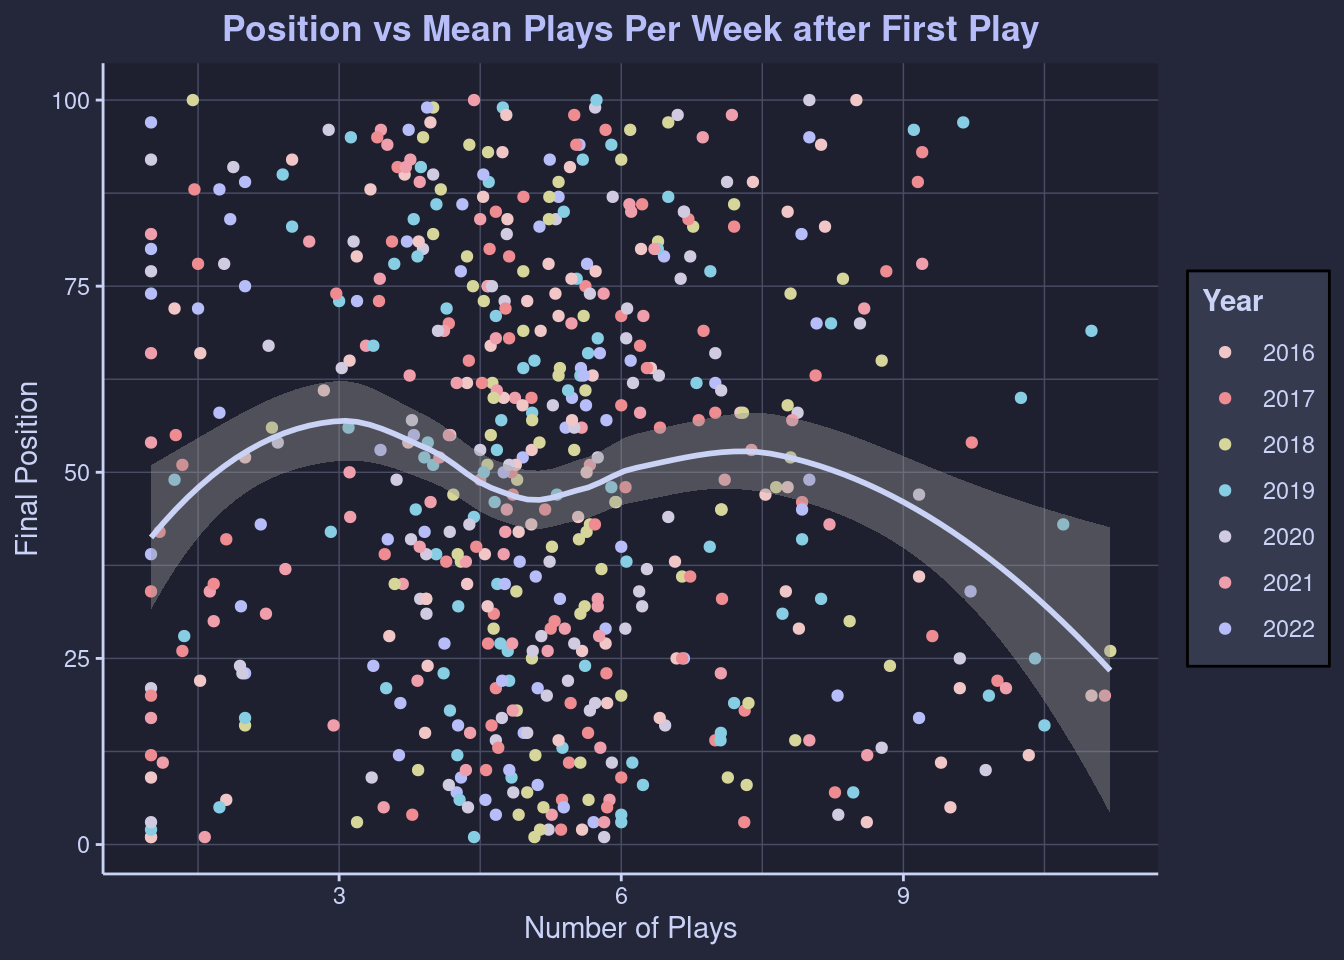 Position vs Mean Plays Per Week after First Play
100
75
50
25
0
Final Position
3 6 9
Number of Plays
Year
2016
2017
2018
2019
2020
2021
2022